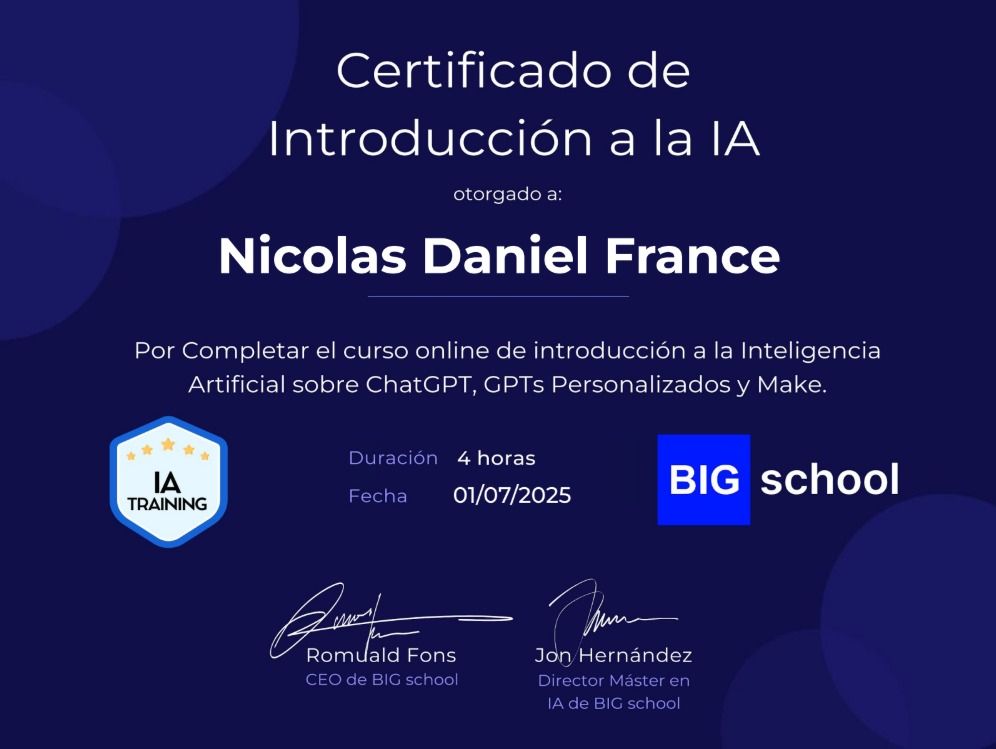 Certificado de
Introducción a la IA
otorgado a:
Nicolas Daniel France
Por Completar el curso online de introducción a la Inteligencia
Artificial sobre ChatGPT, GPTs Personalizados y Make.
IA
TRAINING
Duración 4 horas
Fecha 01/07/2025
BIG school
Romuald Fons
CEO de BIG school
Jon Hernández
Director Máster en
IA de BIG school